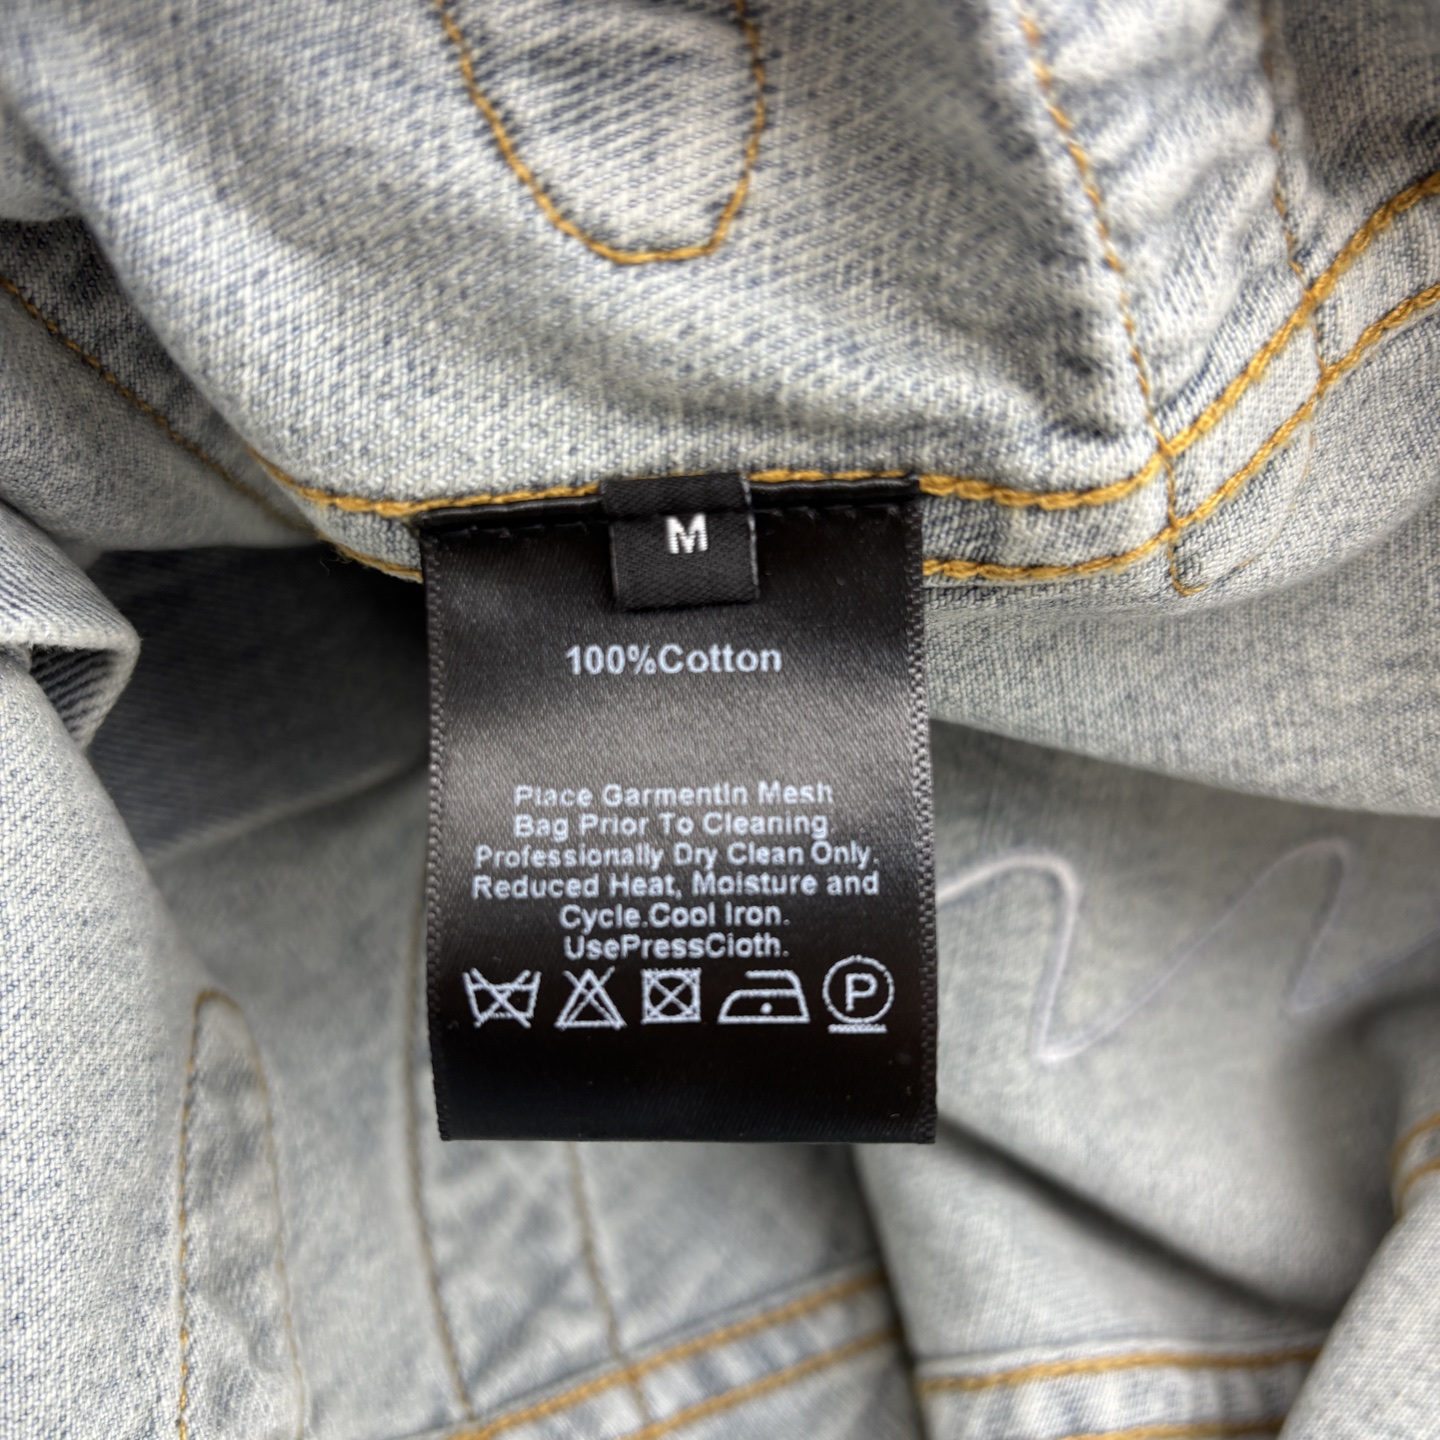 M
100%Cotton
Place GarmentIn Mesh
Bag Prior To Cleaning
Professionally Dry Clean Only.
Reduced Heat, Moisture and
Cycle.Cool Iron.
UsePressCloth.
P